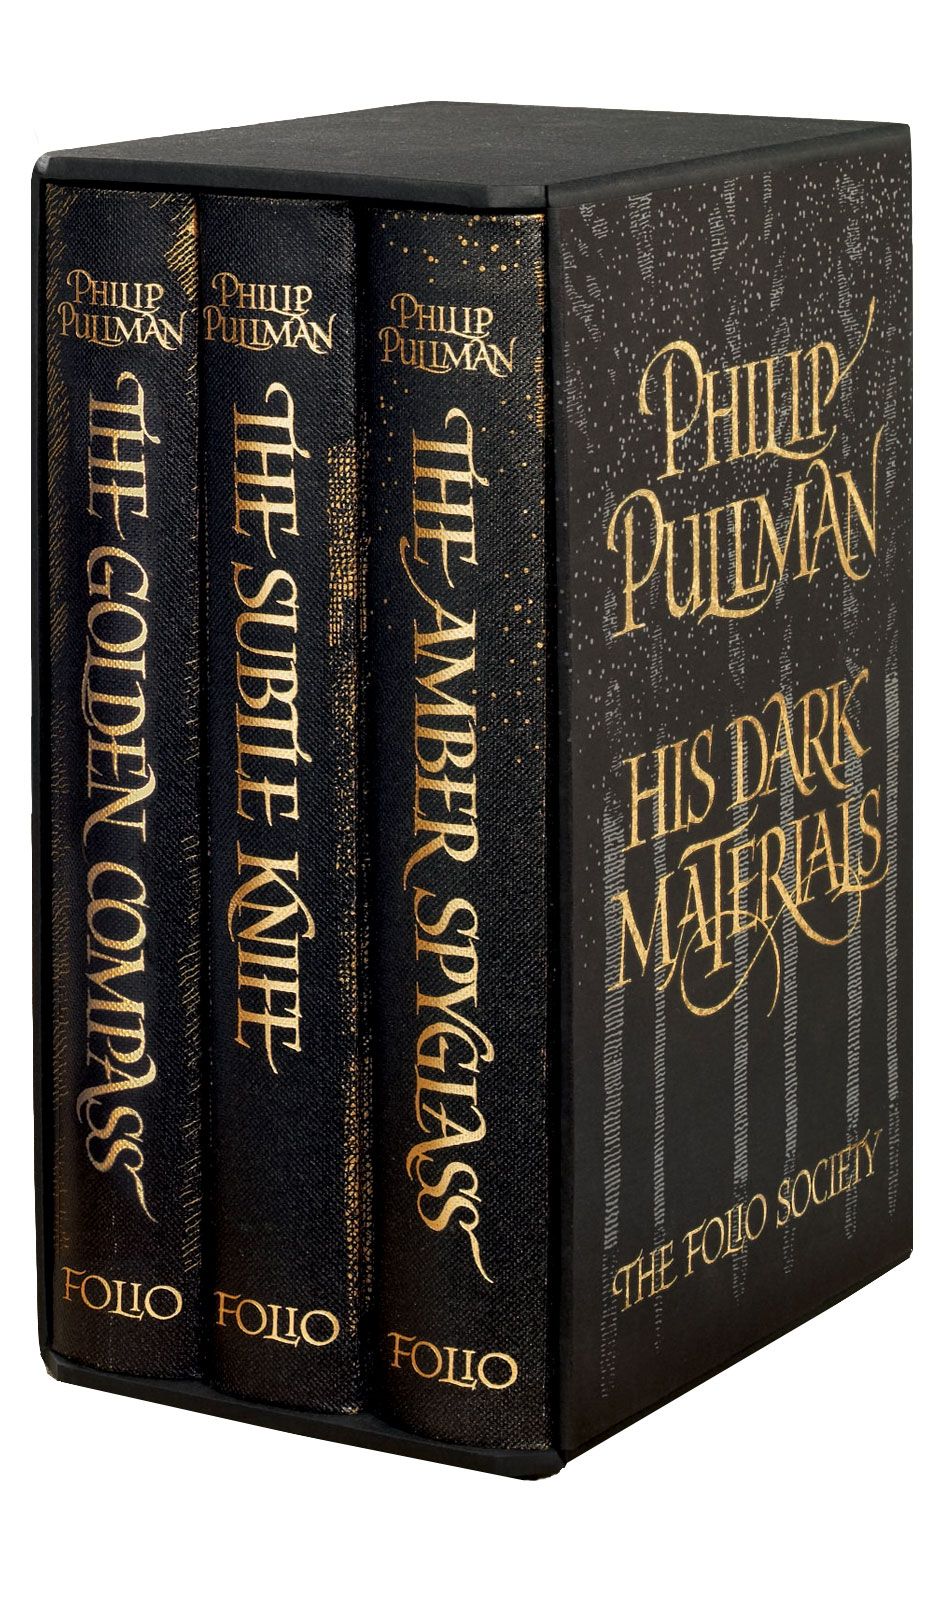 PHILIP
PULLMAN
THE GOLDEN COMPASS
FOLIO
PHILIP
PULLMAN
THE SUBTLE KNIFE
FOLIO
PHILIP
PULLMAN
THE AMBER SPYGLASS
FOLIO
PHILIP
PULLMAN
HIS DARK
MATERIALS
THE FOLIO SOCIETY